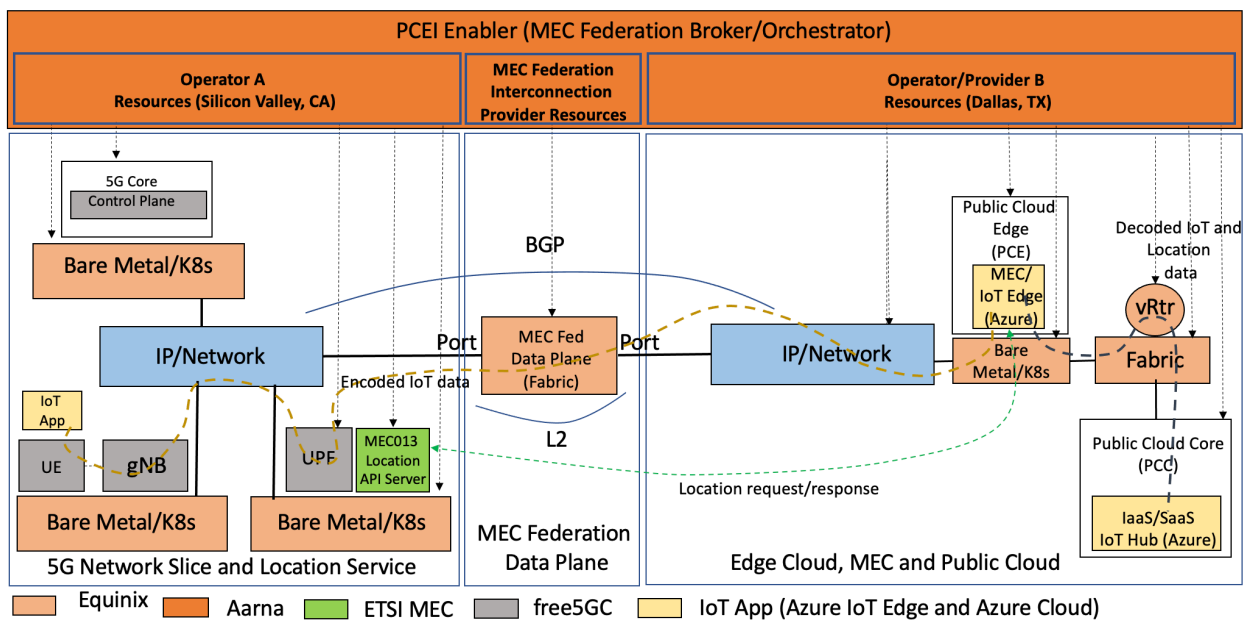 PCEI Enabler (MEC Federation Broker/Orchestrator)
Operator A
Resources (Silicon Valley, CA)
MEC Federation
Interconnection
Provider Resources
Operator/Provider B
Resources (Dallas, TX)
5G Core
Control Plane
Bare Metal/K8s
IP/Network
IoT
App
UE
gNB
UPF
MEC013
Location
API Server
Bare Metal/K8s
Bare Metal/K8s
5G Network Slice and Location Service
Encoded IoT data
BGP
Port
MEC Fed
Data Plane
(Fabric)
Port
L2
MEC Federation
Data Plane
IP/Network
Public Cloud
Edge
(PCE)
MEC/
IoT Edge
(Azure)
Bare
Metal/K8s
Decoded IoT and
Location
data
vRtr
Fabric
Public Cloud Core
(PCC)
IaaS/SaaS
IoT Hub (Azure)
Location request/response
Edge Cloud, MEC and Public Cloud
Equinix
Aarna
ETSI MEC
free5GC
IoT App (Azure IoT Edge and Azure Cloud)